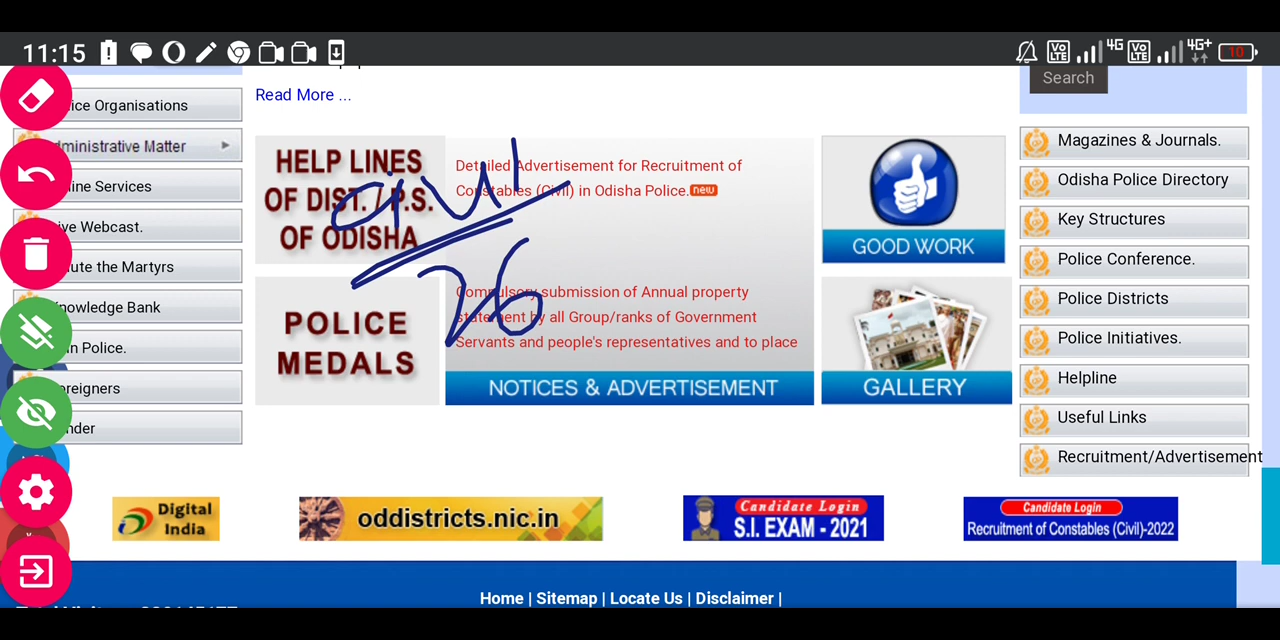 11:15
4G
4G+
10
Search
ice Organisations
Read More ...
dministrative Matter
ine Services
ive Webcast.
ute the Martyrs
nowledge Bank
n Police.
oreigners
nder
HELP LINES
OF DIST. / P.S.
OF ODISHA
POLICE
MEDALS
Detailed Advertisement for Recruitment of
Constables (Civil) in Odisha Police. new
civil
26
Compulsory submission of Annual property
statement by all Group/ranks of Government
Servants and people's representatives and to place
NOTICES & ADVERTISEMENT
GOOD WORK
GALLERY
Magazines & Journals.
Odisha Police Directory
Key Structures
Police Conference.
Police Districts
Police Initiatives.
Helpline
Useful Links
Recruitment/Advertisement
Digital
India
oddistricts.nic.in
Candidate Login
S.I. EXAM - 2021
Candidate Login
Recruitment of Constables (Civil)-2022
Home | Sitemap | Locate Us | Disclaimer |